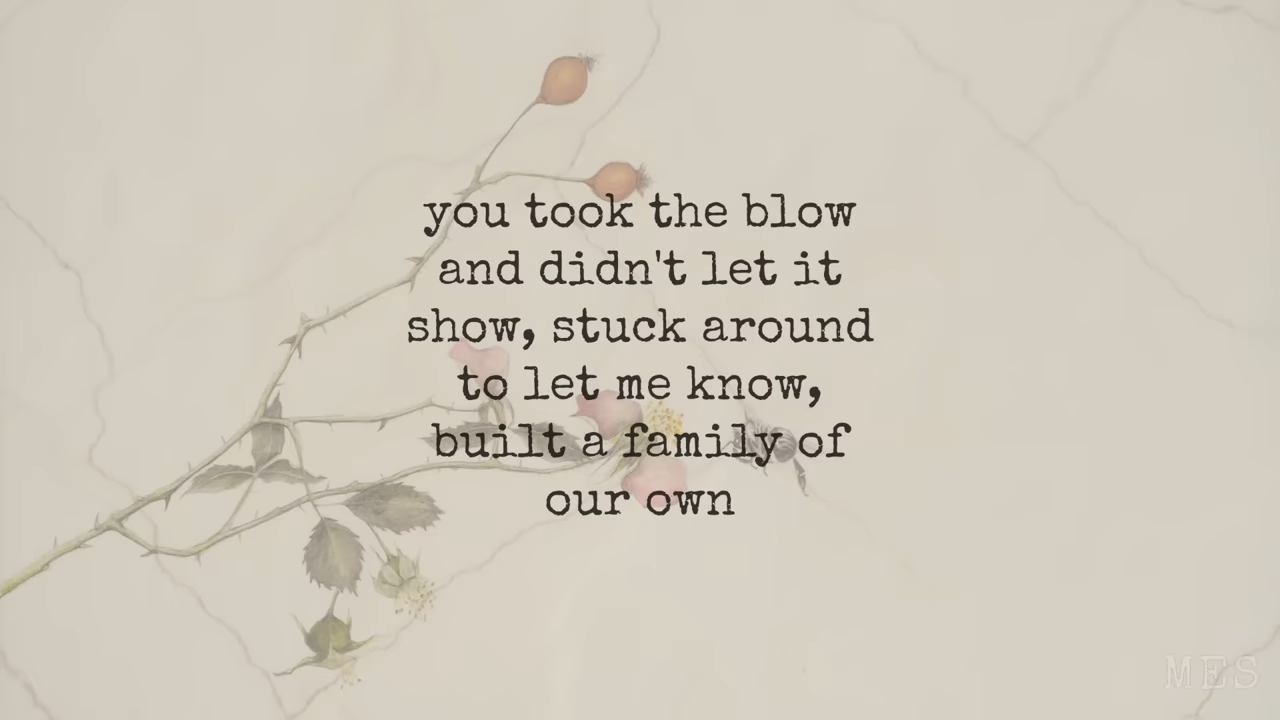 you took the blow
and didn't let it
show, stuck around
to let me know,
built a family of
our own
MES